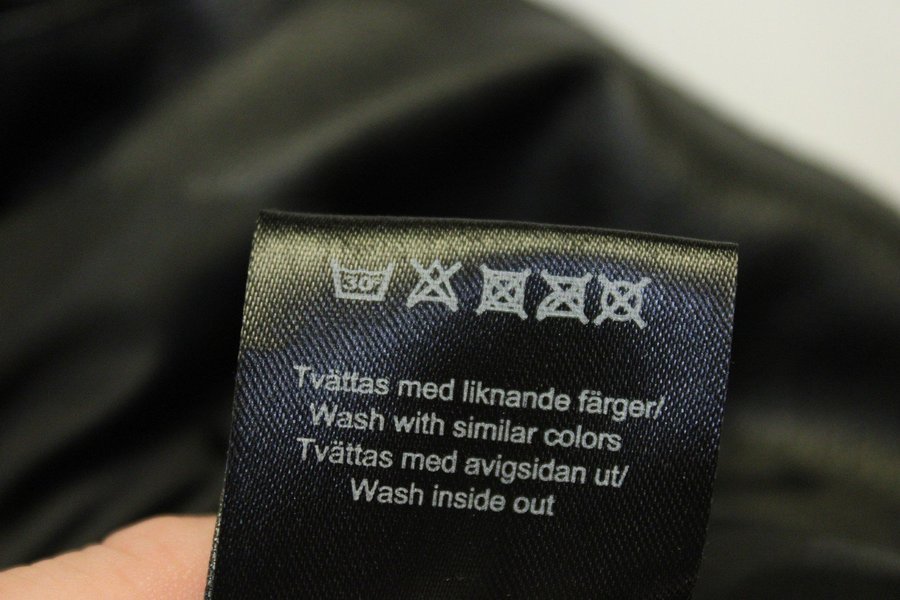 30°
Tvättas med liknande färger/
Wash with similar colors
Tvättas med avigsidan ut/
Wash inside out